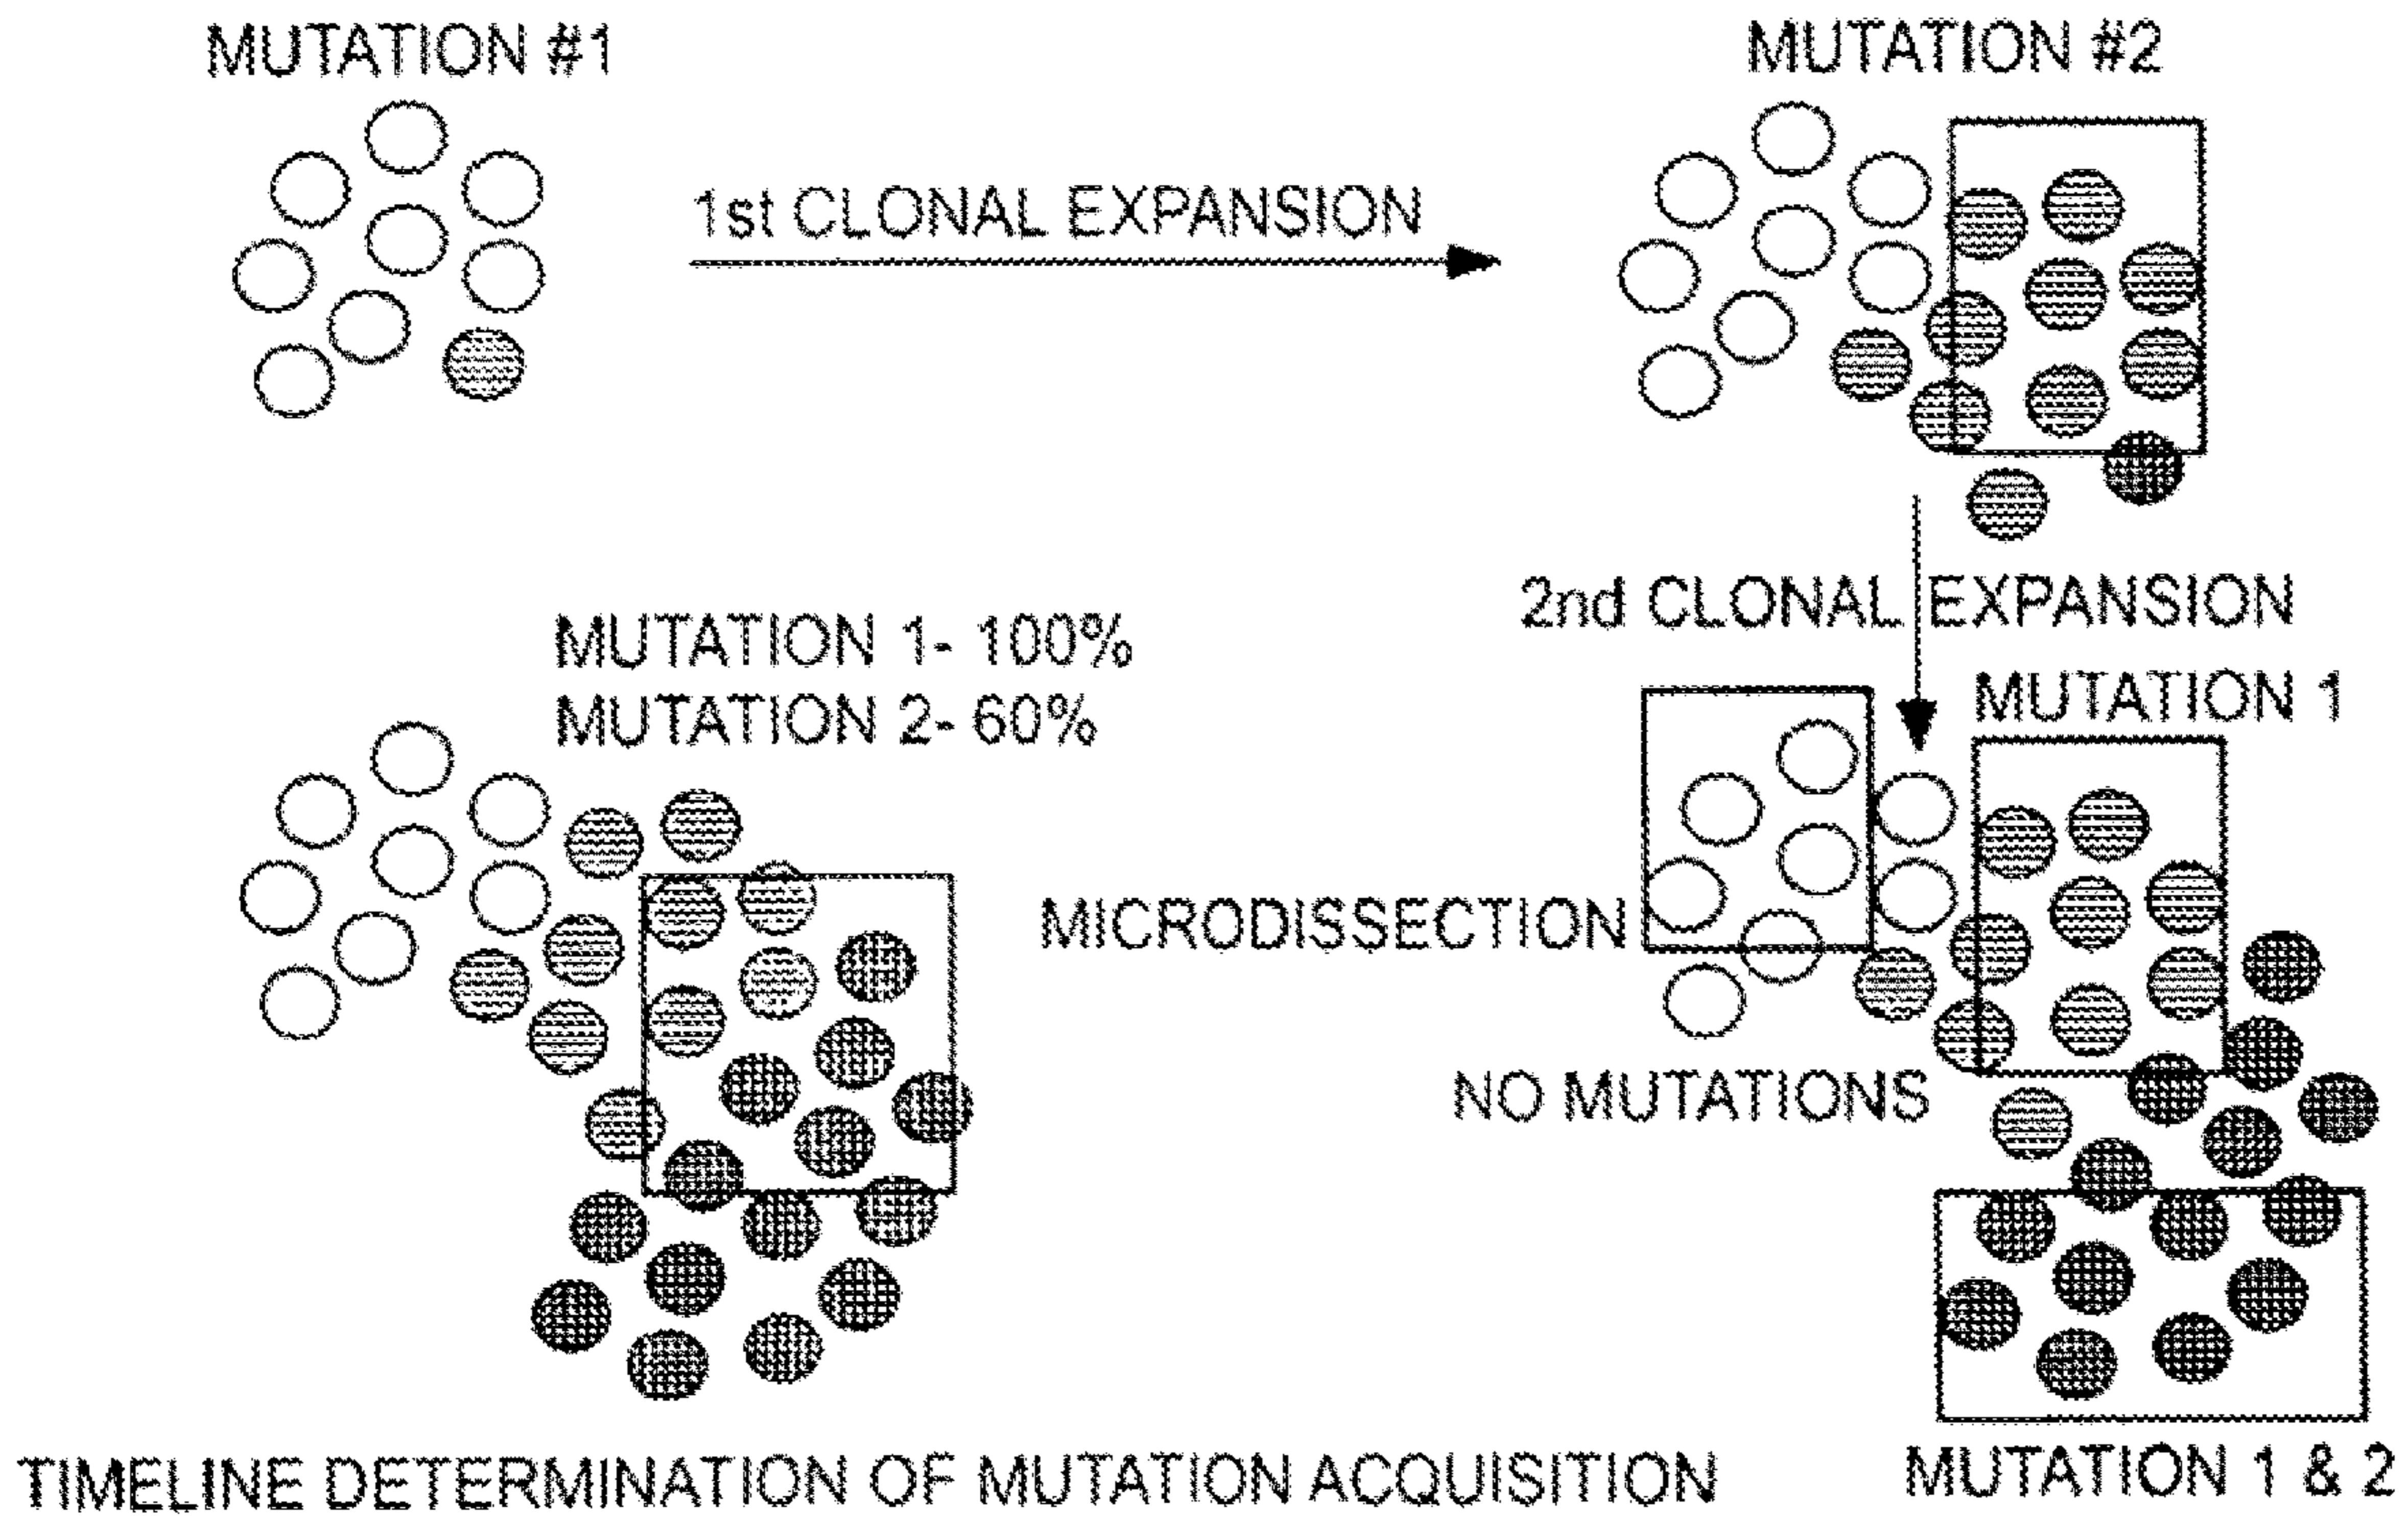 MUTATION #1
MUTATION #2
1st CLONAL EXPANSION
2nd CLONAL EXPANSION
MUTATION 1- 100%
MUTATION 2- 60%
MUTATION 1
MICRODISSECTION
NO MUTATIONS
TIMELINE DETERMINATION OF MUTATION ACQUISITION
MUTATION 1 & 2